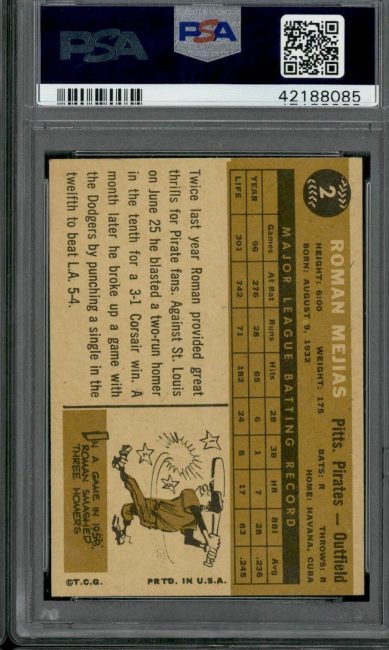 PSA
PSA
42188085
2
ROMAN MEJIAS Pitts. Pirates — Outfield
HEIGHT: 6:00 WEIGHT: 175 BATS: R THROWS: R
BORN: AUGUST 9, 1932 HOME: HAVANA, CUBA
MAJOR LEAGUE BATTING RECORD
Games At Bat Runs Hits 2B 3B HR RBI Avg
YEAR 96 276 28 65 6 1 7 28 .236
LIFE 301 742 71 182 24 8 17 83 .245
Twice last year Roman provided great
thrills for Pirate fans. Against St. Louis
on June 25 he blasted a two-run homer
in the tenth for a 3-1 Corsair win. A
month later he broke up a game with
the Dodgers by punching a single in the
twelfth to beat L.A. 5-4.
IN A GAME IN 1958,
ROMAN SMASHED
THREE HOMERS
©T.C.G. PRTD. IN U.S.A.